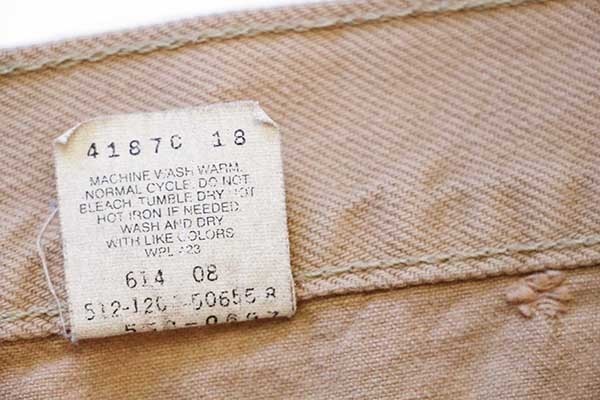 41870 18
MACHINE WASH WARM.
NORMAL CYCLE. DO NOT
BLEACH. TUMBLE DRY HOT
HOT IRON IF NEEDED.
WASH AND DRY
WITH LIKE COLORS
WPL 423
614 08